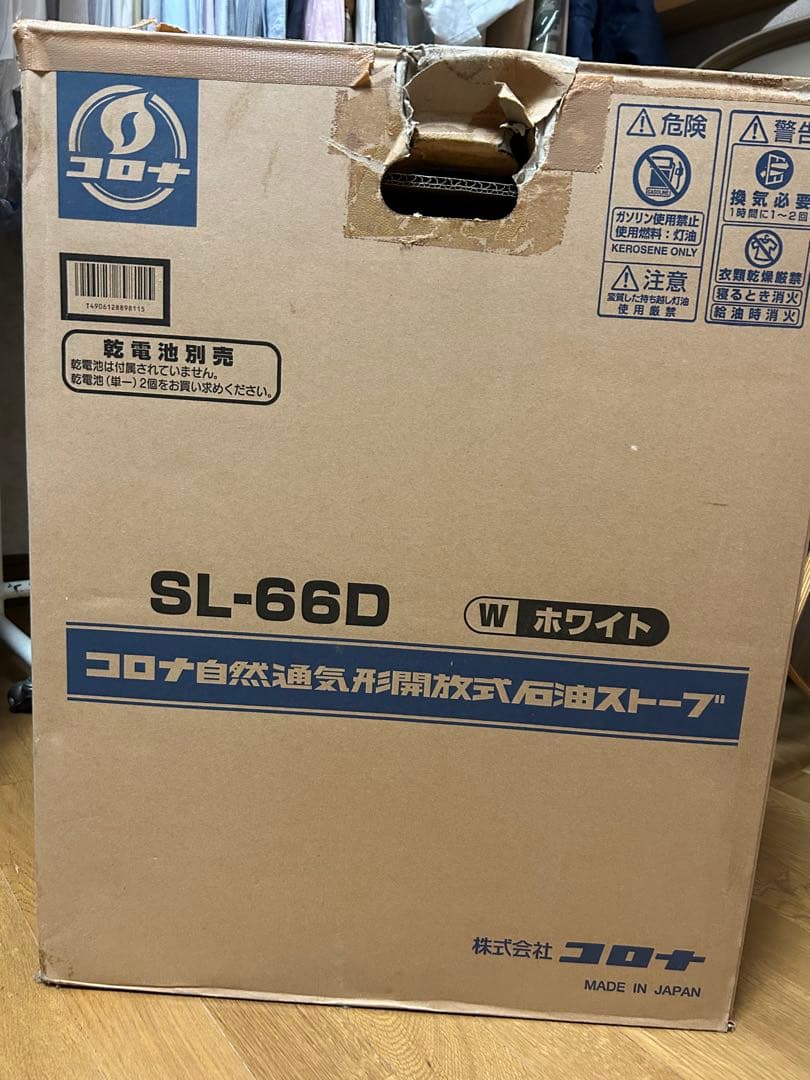 コロナ
T4906128898115
乾電池別売
乾電池は付属されていません。
乾電池(単一)2個をお買い求めください。
危険
GASOLINE
ガソリン使用禁止
使用燃料:灯油
KEROSENE ONLY
注意
変質した持ち越し灯油
使用厳禁
警告
換気必要
1時間に1~2回
衣類乾燥厳禁
寝るとき消火
給油時消火
SL-66D
W ホワイト
コロナ自然通気形開放式石油ストーブ
株式会社 コロナ
MADE IN JAPAN